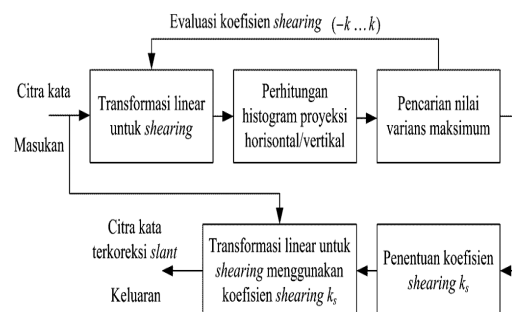 Evaluasi koefisien shearing (−k ...k)
Citra kata
Masukan
Transformasi linear
untuk shearing
Perhitungan
histogram proyeksi
horisontal/vertikal
Pencarian nilai
varians maksimum
Citra kata
terkoreksi slant
Keluaran
Transformasi linear untuk
shearing menggunakan
koefisien shearing kₛ
Penentuan koefisien
shearing kₛ